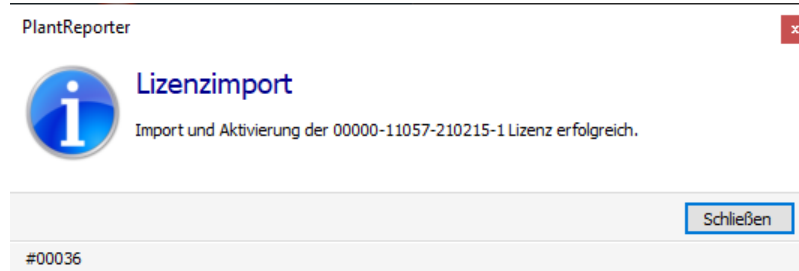 PlantReporter
x
Lizenzimport
Import und Aktivierung der 00000-11057-210215-1 Lizenz erfolgreich.
Schließen
#00036